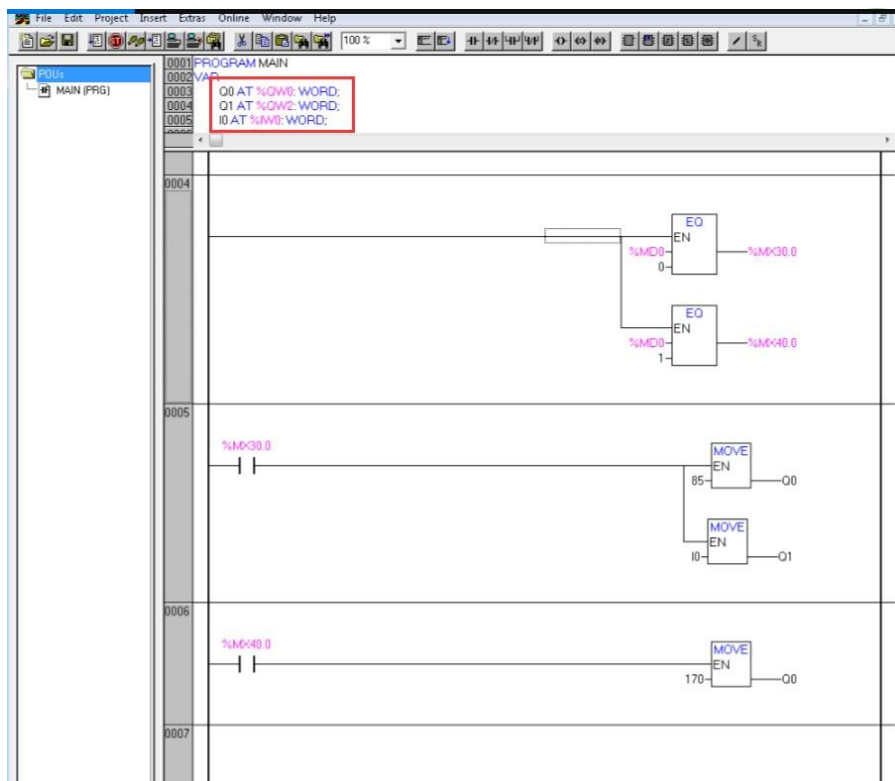 File Edit Project Insert Extras Online Window Help
100 %
POUs
MAIN (PRG)
0001 PROGRAM MAIN
0002 VAR
0003 Q0 AT %QW0: WORD;
0004 Q1 AT %QW2: WORD;
0005 I0 AT %IW0: WORD;
0004
EQ
EN
%MD0
%MX30.0
0
EQ
EN
%MD0
%MX40.0
1
0005
%MX30.0
MOVE
EN
85
Q0
MOVE
EN
I0
Q1
0006
%MX40.0
MOVE
EN
170
Q0
0007